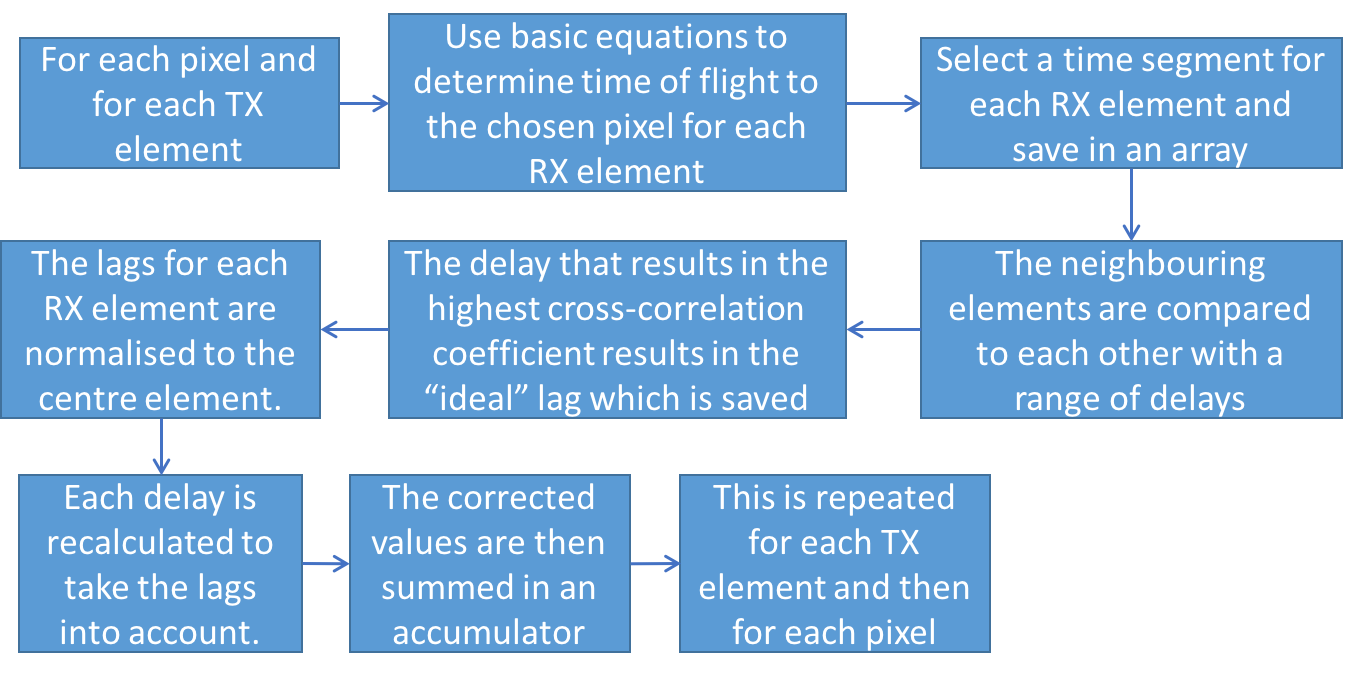 For each pixel and
for each TX
element
Use basic equations to
determine time of flight to
the chosen pixel for each
RX element
Select a time segment for
each RX element and
save in an array
The neighbouring
elements are compared
to each other with a
range of delays
The delay that results in the
highest cross-correlation
coefficient results in the
“ideal” lag which is saved
The lags for each
RX element are
normalised to the
centre element.
Each delay is
recalculated to
take the lags
into account.
The corrected
values are then
summed in an
accumulator
This is repeated
for each TX
element and then
for each pixel